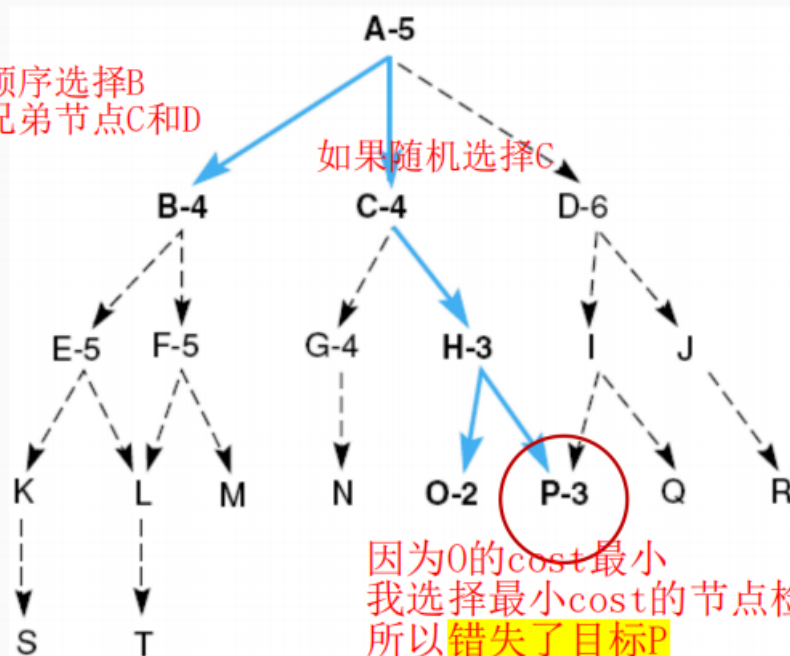 A-5
顺序选择B
兄弟节点C和D
如果随机选择C
B-4 C-4 D-6
E-5 F-5 G-4 H-3 I J
K L M N O-2 P-3 Q R
因为O的cost最小
我选择最小cost的节点检
所以错失了目标P
S T